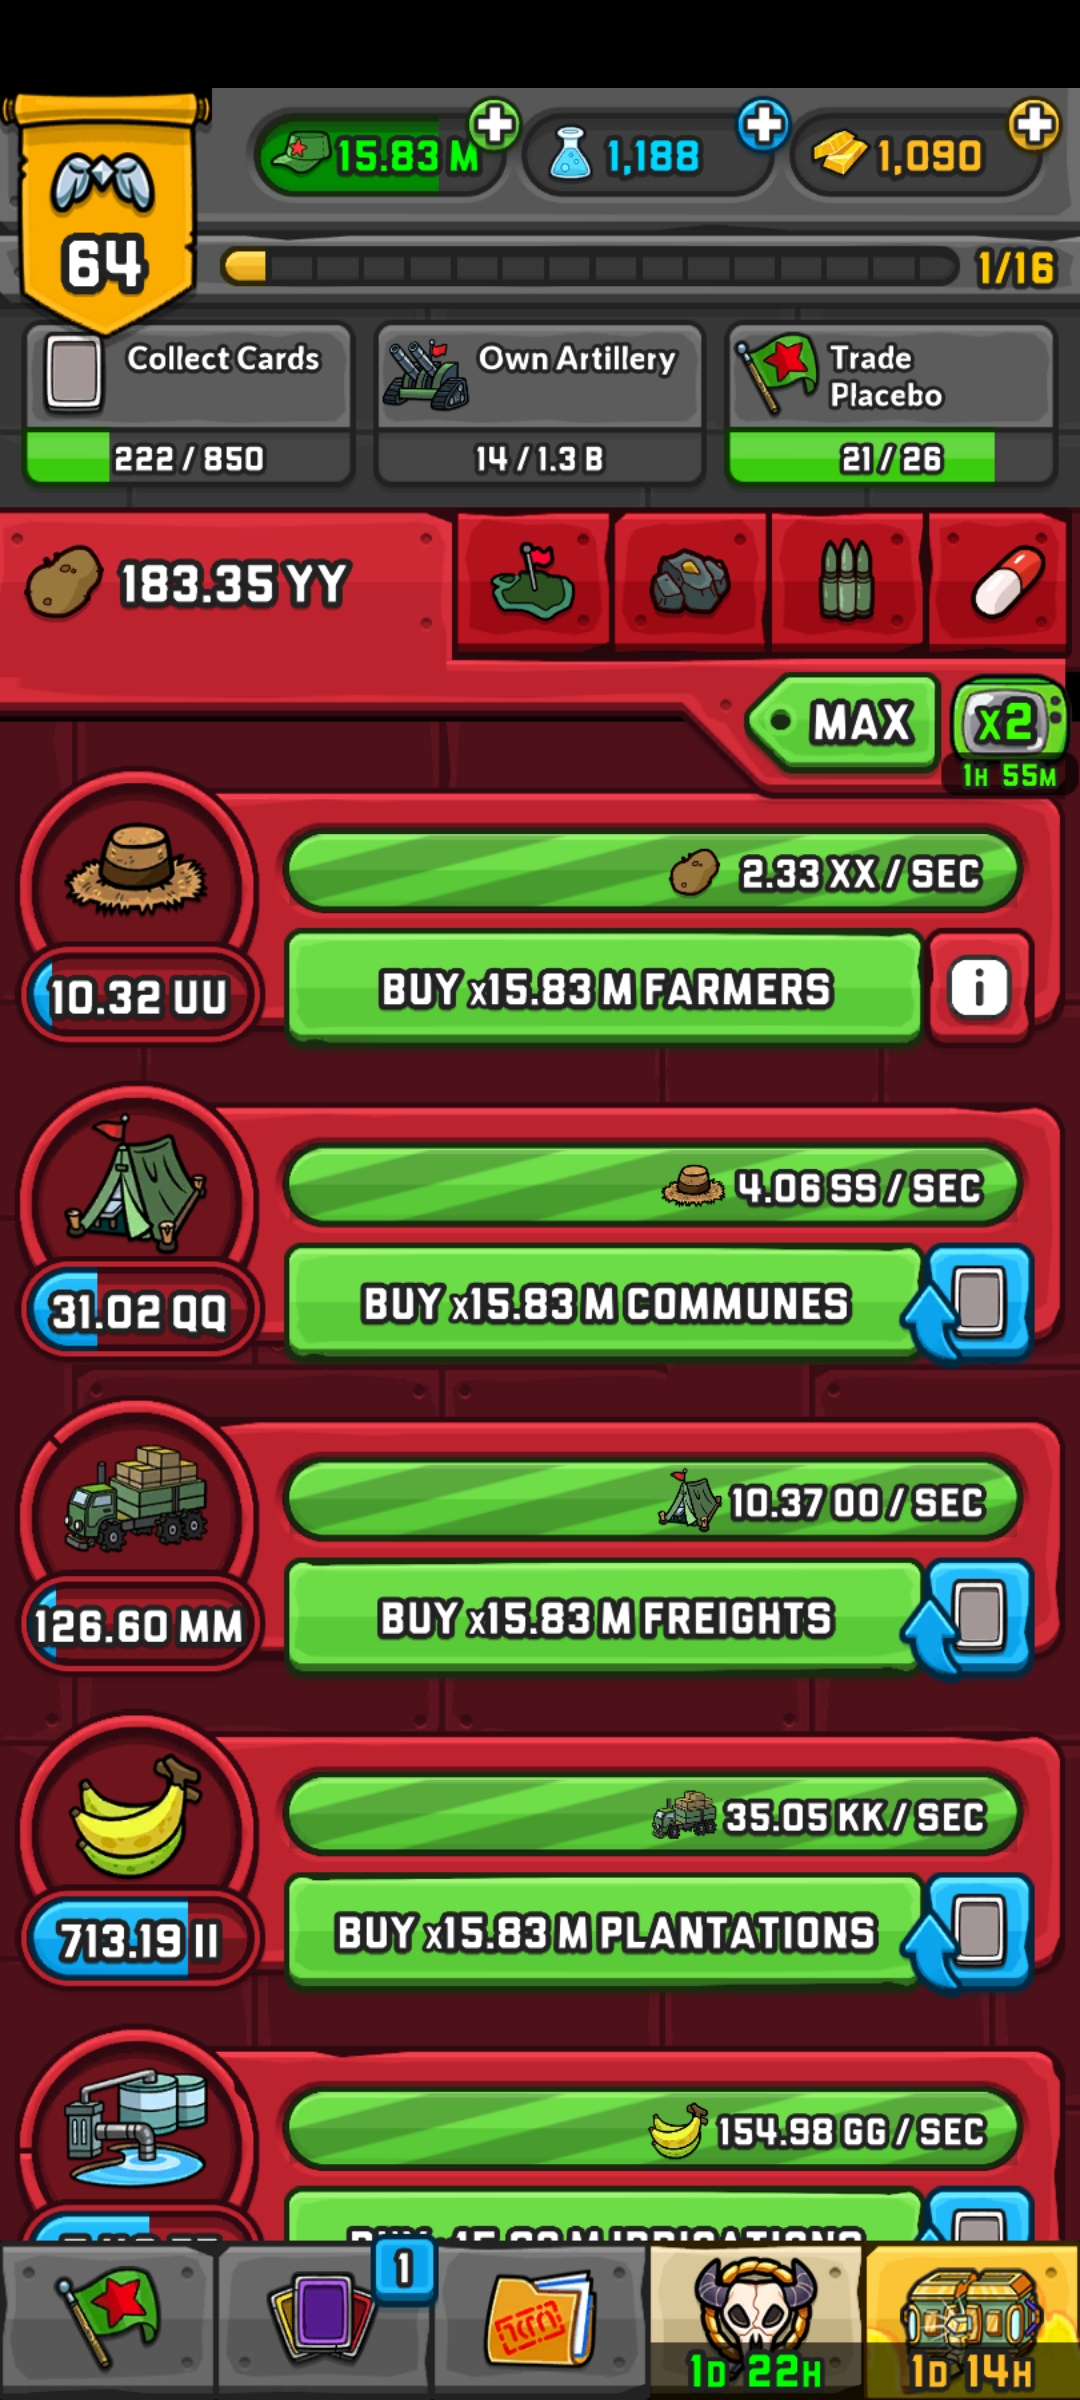 15.83 M
1,188
1,090
64
1/16
Collect Cards
222 / 850
Own Artillery
14 / 1.3 B
Trade
Placebo
21 / 26
183.35 YY
MAX
x2
1H 55M
2.33 XX / SEC
10.32 UU
BUY x15.83 M FARMERS
i
4.06 SS / SEC
31.02 QQ
BUY x15.83 M COMMUNES
10.37 OO / SEC
126.60 MM
BUY x15.83 M FREIGHTS
35.05 KK / SEC
713.19 II
BUY x15.83 M PLANTATIONS
154.98 GG / SEC
BUY x15.83 M IRRIGATIONS
1
1D 22H
1D 14H